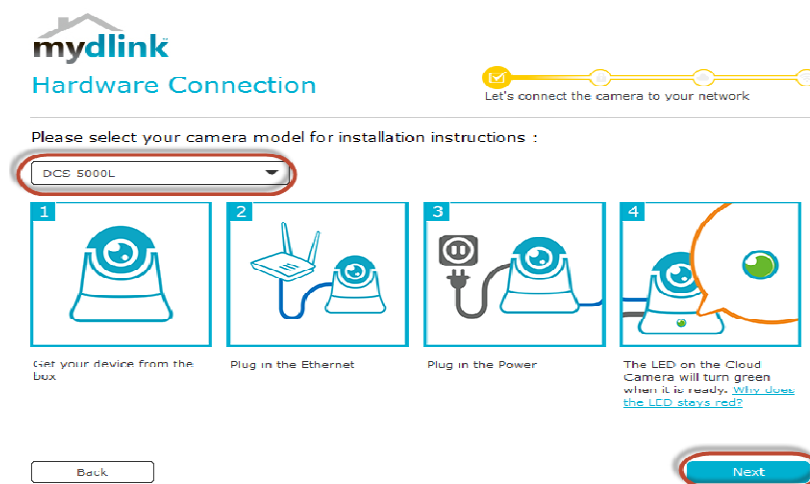 mydlink
Hardware Connection
Let's connect the camera to your network
Please select your camera model for installation instructions :
DCS 5000L
1
2
3
4
Get your device from the
box
Plug in the Ethernet
Plug in the Power
The LED on the Cloud
Camera will turn green
when it is ready. Why does
the LED stays red?
Back
Next